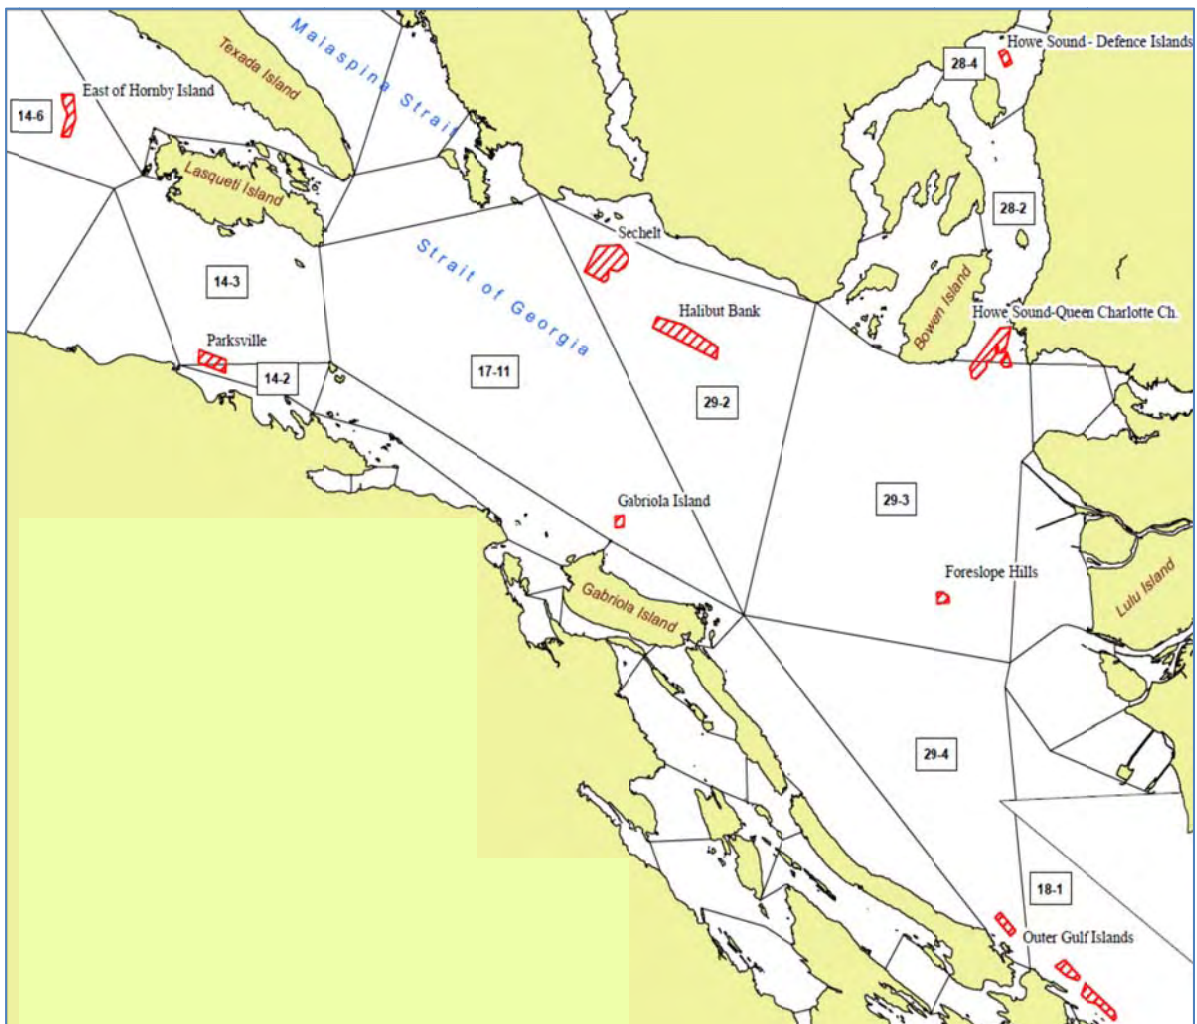 Howe Sound - Defence Islands
28-4
Texada Island
Malaspina Strait
East of Hornby Island
14-6
Lasqueti Island
28-2
Sechelt
Strait of Georgia
14-3
Bowen Island
Halibut Bank
Howe Sound-Queen Charlotte Ch.
Parksville
14-2
17-11
29-2
29-3
Gabriola Island
Foreslope Hills
Lulu Island
Gabriola Island
29-4
18-1
Outer Gulf Islands